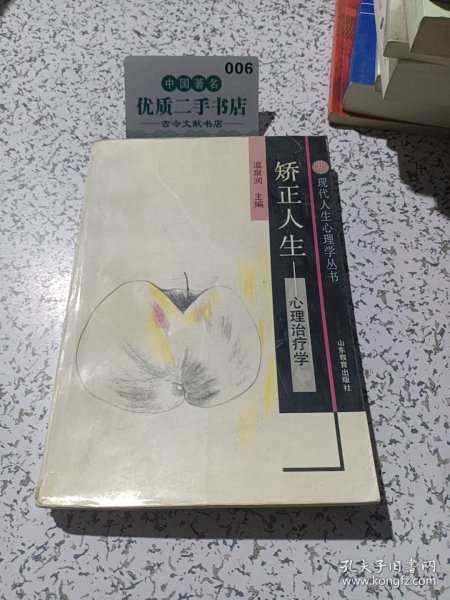 006
中国著名
优质二手书店
古今文献书店
温泉润 主编
矫正人生——心理治疗学
现代人生心理学丛书
山东教育出版社
孔夫子旧书网
www.kongfz.com